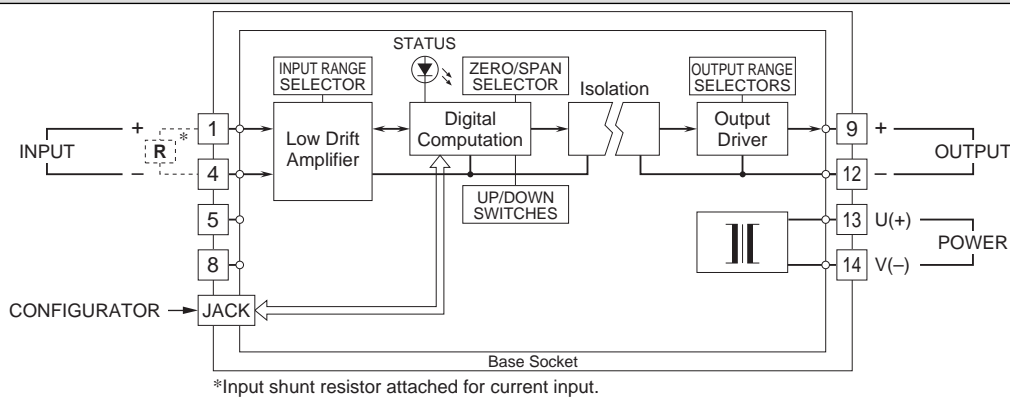 STATUS
INPUT RANGE
SELECTOR
ZERO/SPAN
SELECTOR
Isolation
OUTPUT RANGE
SELECTORS
INPUT
+
−
R
*
1
4
5
8
Low Drift
Amplifier
Digital
Computation
UP/DOWN
SWITCHES
Output
Driver
9 +
12 −
OUTPUT
13 U(+)
14 V(−)
POWER
CONFIGURATOR
JACK
Base Socket
*Input shunt resistor attached for current input.